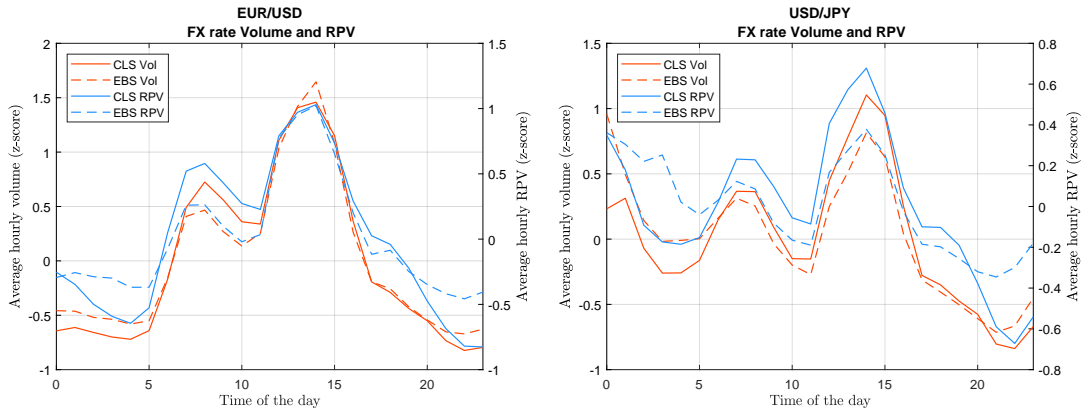 EUR/USD
FX rate Volume and RPV
CLS Vol
EBS Vol
CLS RPV
EBS RPV
Average hourly volume (z-score)
2
1.5
1
0.5
0
-0.5
-1
Average hourly RPV (z-score)
1.5
1
0.5
0
-0.5
-1
0
5
10
15
20
Time of the day
USD/JPY
FX rate Volume and RPV
CLS Vol
EBS Vol
CLS RPV
EBS RPV
Average hourly volume (z-score)
1.5
1
0.5
0
-0.5
-1
Average hourly RPV (z-score)
0.8
0.6
0.4
0.2
0
-0.2
-0.4
-0.6
-0.8
0
5
10
15
20
Time of the day